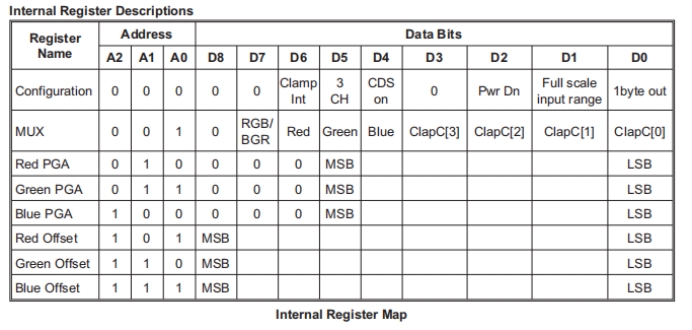 Internal Register Descriptions
Register Name Address Data Bits
A2 A1 A0 D8 D7 D6 D5 D4 D3 D2 D1 D0
Configuration 0 0 0 0 0 Clamp Int 3 CH CDS on 0 Pwr Dn Full scale input range 1byte out
MUX 0 0 1 0 RGB/BGR Red Green Blue ClapC[3] ClapC[2] ClapC[1] ClapC[0]
Red PGA 0 1 0 0 0 0 MSB LSB
Green PGA 0 1 1 0 0 0 MSB LSB
Blue PGA 1 0 0 0 0 0 MSB LSB
Red Offset 1 0 1 MSB LSB
Green Offset 1 1 0 MSB LSB
Blue Offset 1 1 1 MSB LSB
Internal Register Map